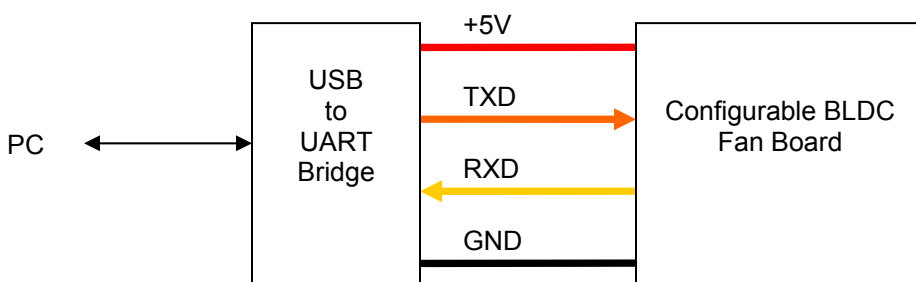 PC
USB
to
UART
Bridge
+5V
TXD
RXD
GND
Configurable BLDC
Fan Board